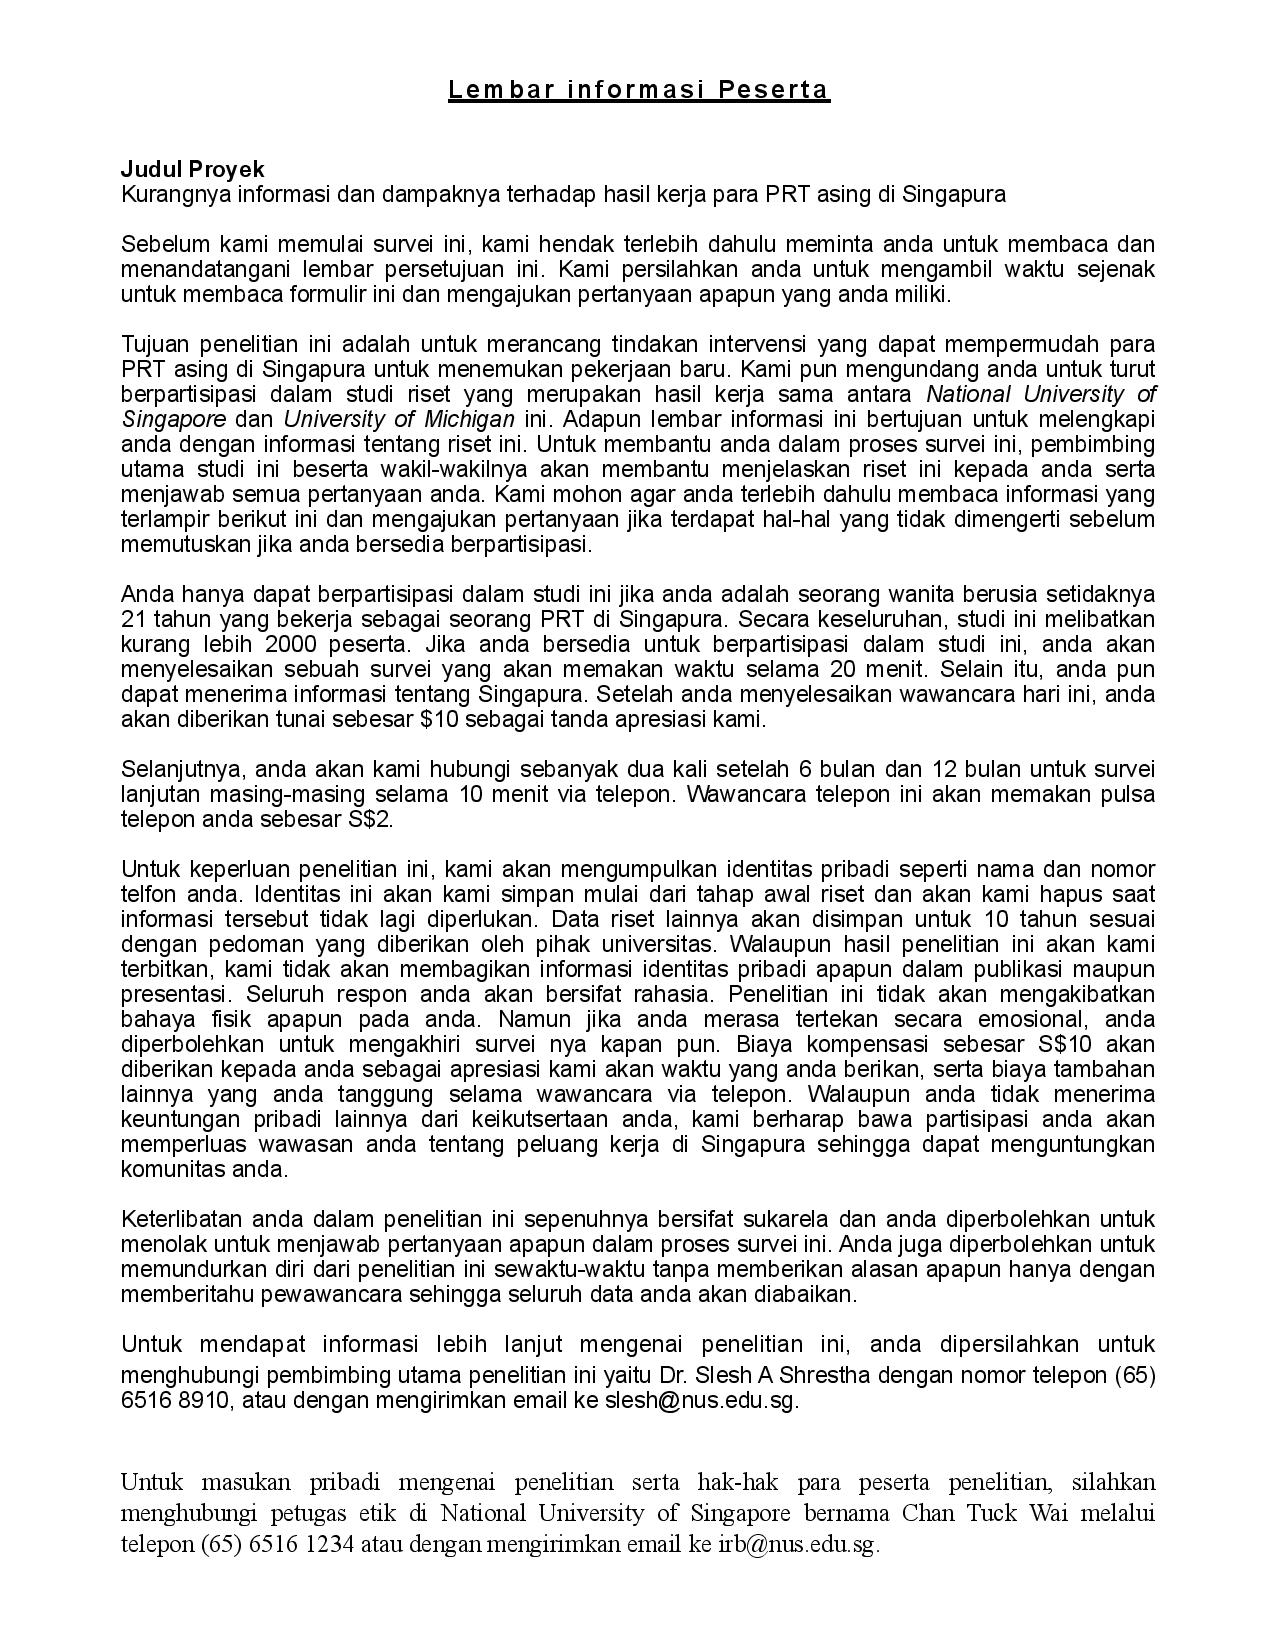 Lembar informasi Peserta
Judul Proyek
Kurangnya informasi dan dampaknya terhadap hasil kerja para PRT asing di Singapura
Sebelum kami memulai survei ini, kami hendak terlebih dahulu meminta anda untuk membaca dan
menandatangani lembar persetujuan ini. Kami persilahkan anda untuk mengambil waktu sejenak
untuk membaca formulir ini dan mengajukan pertanyaan apapun yang anda miliki.
Tujuan penelitian ini adalah untuk merancang tindakan intervensi yang dapat mempermudah para
PRT asing di Singapura untuk menemukan pekerjaan baru. Kami pun mengundang anda untuk turut
berpartisipasi dalam studi riset yang merupakan hasil kerja sama antara National University of
Singapore dan University of Michigan ini. Adapun lembar informasi ini bertujuan untuk melengkapi
anda dengan informasi tentang riset ini. Untuk membantu anda dalam proses survei ini, pembimbing
utama studi ini beserta wakil-wakilnya akan membantu menjelaskan riset ini kepada anda serta
menjawab semua pertanyaan anda. Kami mohon agar anda terlebih dahulu membaca informasi yang
terlampir berikut ini dan mengajukan pertanyaan jika terdapat hal-hal yang tidak dimengerti sebelum
memutuskan jika anda bersedia berpartisipasi.
Anda hanya dapat berpartisipasi dalam studi ini jika anda adalah seorang wanita berusia setidaknya
21 tahun yang bekerja sebagai seorang PRT di Singapura. Secara keseluruhan, studi ini melibatkan
kurang lebih 2000 peserta. Jika anda bersedia untuk berpartisipasi dalam studi ini, anda akan
menyelesaikan sebuah survei yang akan memakan waktu selama 20 menit. Selain itu, anda pun
dapat menerima informasi tentang Singapura. Setelah anda menyelesaikan wawancara hari ini, anda
akan diberikan tunai sebesar $10 sebagai tanda apresiasi kami.
Selanjutnya, anda akan kami hubungi sebanyak dua kali setelah 6 bulan dan 12 bulan untuk survei
lanjutan masing-masing selama 10 menit via telepon. Wawancara telepon ini akan memakan pulsa
telepon anda sebesar S$2.
Untuk keperluan penelitian ini, kami akan mengumpulkan identitas pribadi seperti nama dan nomor
telfon anda. Identitas ini akan kami simpan mulai dari tahap awal riset dan akan kami hapus saat
informasi tersebut tidak lagi diperlukan. Data riset lainnya akan disimpan untuk 10 tahun sesuai
dengan pedoman yang diberikan oleh pihak universitas. Walaupun hasil penelitian ini akan kami
terbitkan, kami tidak akan membagikan informasi identitas pribadi apapun dalam publikasi maupun
presentasi. Seluruh respon anda akan bersifat rahasia. Penelitian ini tidak akan mengakibatkan
bahaya fisik apapun pada anda. Namun jika anda merasa tertekan secara emosional, anda
diperbolehkan untuk mengakhiri survei nya kapan pun. Biaya kompensasi sebesar S$10 akan
diberikan kepada anda sebagai apresiasi kami akan waktu yang anda berikan, serta biaya tambahan
lainnya yang anda tanggung selama wawancara via telepon. Walaupun anda tidak menerima
keuntungan pribadi lainnya dari keikutsertaan anda, kami berharap bawa partisipasi anda akan
memperluas wawasan anda tentang peluang kerja di Singapura sehingga dapat menguntungkan
komunitas anda.
Keterlibatan anda dalam penelitian ini sepenuhnya bersifat sukarela dan anda diperbolehkan untuk
menolak untuk menjawab pertanyaan apapun dalam proses survei ini. Anda juga diperbolehkan untuk
memundurkan diri dari penelitian ini sewaktu-waktu tanpa memberikan alasan apapun hanya dengan
memberitahu pewawancara sehingga seluruh data anda akan diabaikan.
Untuk mendapat informasi lebih lanjut mengenai penelitian ini, anda dipersilahkan untuk
menghubungi pembimbing utama penelitian ini yaitu Dr. Slesh A Shrestha dengan nomor telepon (65)
6516 8910, atau dengan mengirimkan email ke slesh@nus.edu.sg.
Untuk masukan pribadi mengenai penelitian serta hak-hak para peserta penelitian, silahkan
menghubungi petugas etik di National University of Singapore bernama Chan Tuck Wai melalui
telepon (65) 6516 1234 atau dengan mengirimkan email ke irb@nus.edu.sg.